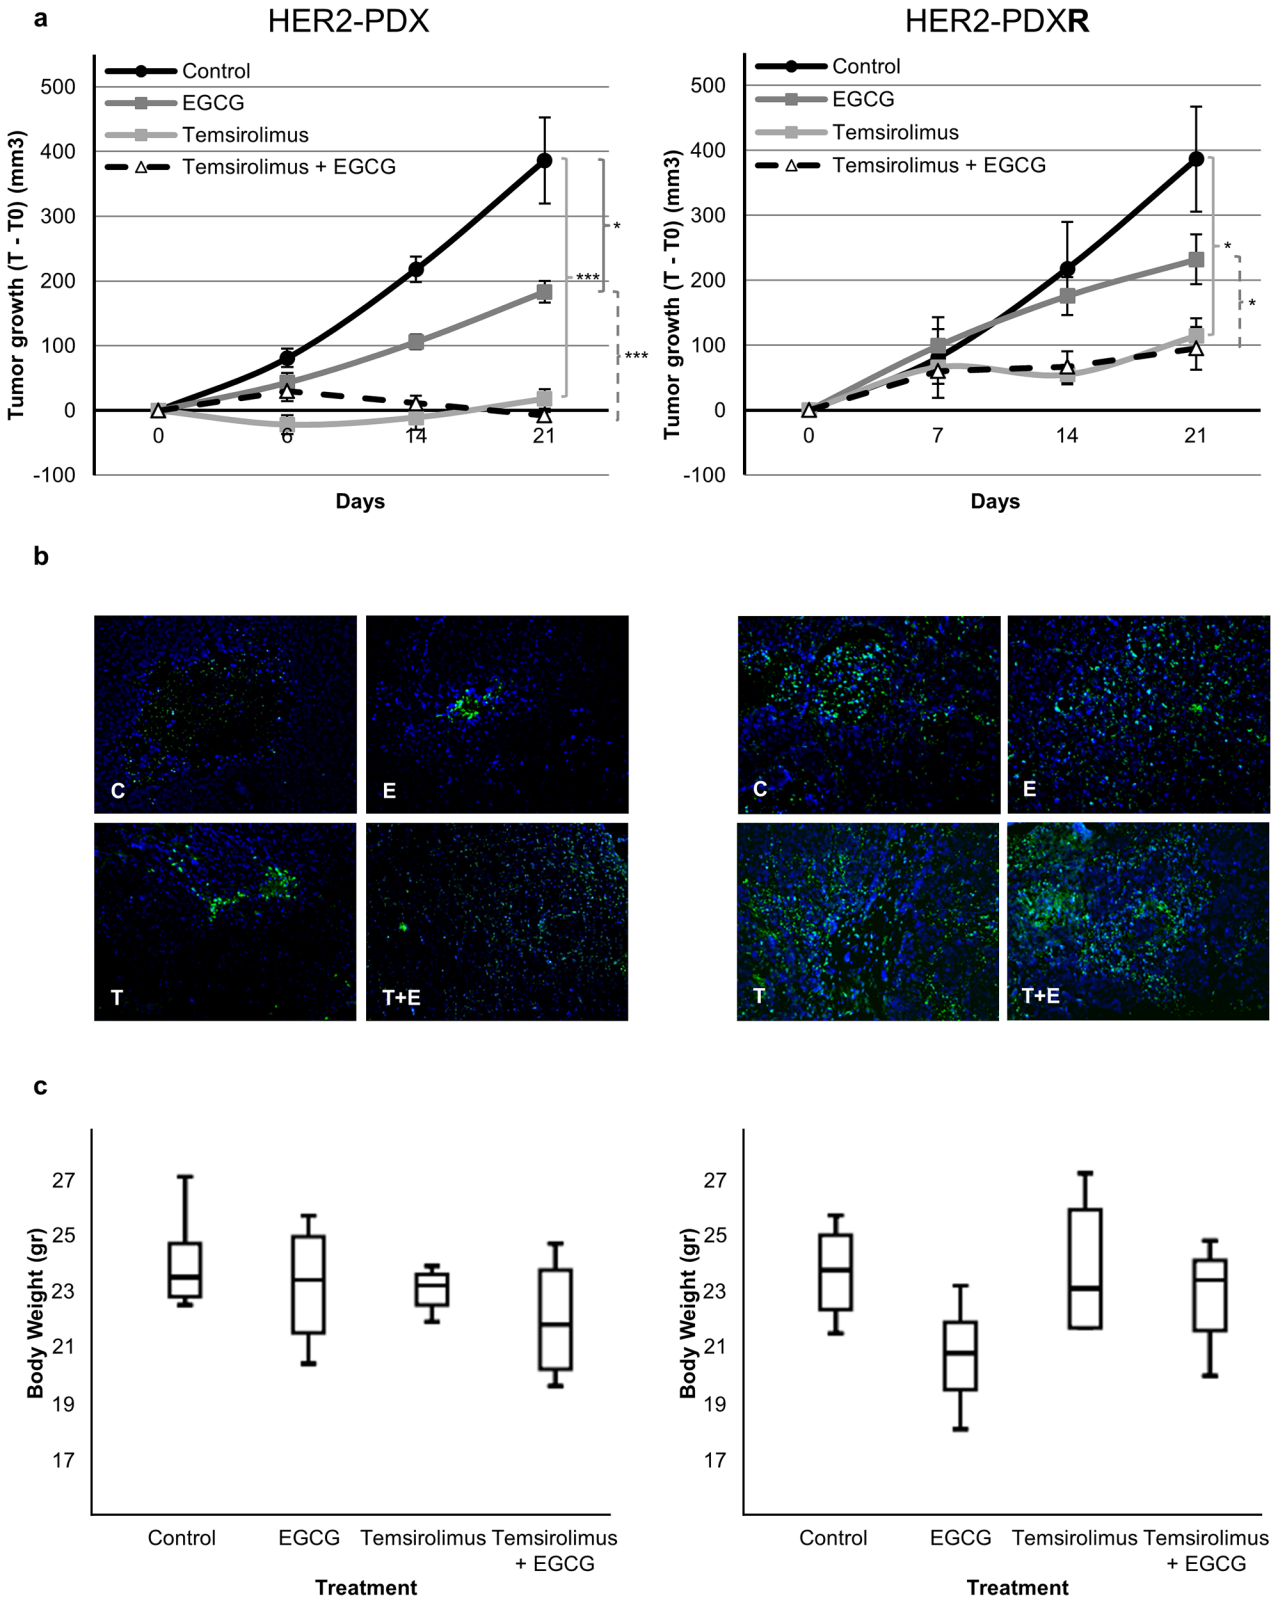 a
HER2-PDX
HER2-PDXR
Control
EGCG
Temsirolimus
Temsirolimus + EGCG
500
400
300
200
100
0
-100
Tumor growth (T - T0) (mm3)
0
6
14
21
Days
*
***
***
Control
EGCG
Temsirolimus
Temsirolimus + EGCG
500
400
300
200
100
0
-100
Tumor growth (T - T0) (mm3)
0
7
14
21
Days
*
*
b
C
E
T
T+E
C
E
T
T+E
c
27
25
23
21
19
17
Body Weight (gr)
Control
EGCG
Temsirolimus
Temsirolimus
+ EGCG
Treatment
27
25
23
21
19
17
Body Weight (gr)
Control
EGCG
Temsirolimus
Temsirolimus
+ EGCG
Treatment